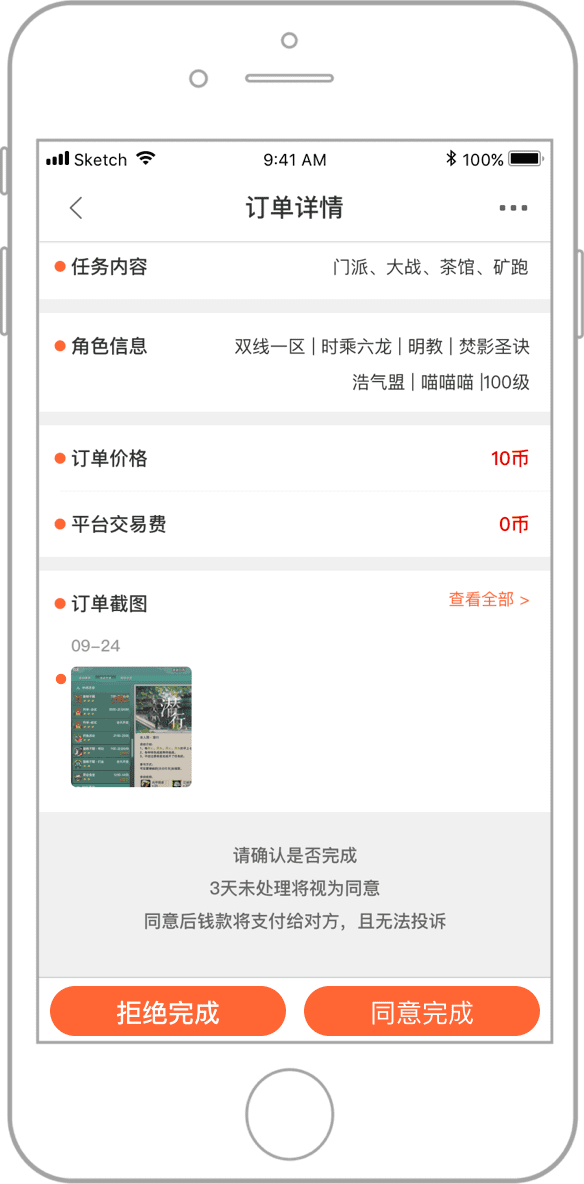 Sketch 9:41 AM 100%
订单详情
任务内容 门派、大战、茶馆、矿跑
角色信息 双线一区 | 时乘六龙 | 明教 | 焚影圣诀
浩气盟 | 喵喵喵 |100级
订单价格 10币
平台交易费 0币
订单截图 查看全部 >
09-24
潜行
请确认是否完成
3天未处理将视为同意
同意后钱款将支付给对方，且无法投诉
拒绝完成 同意完成